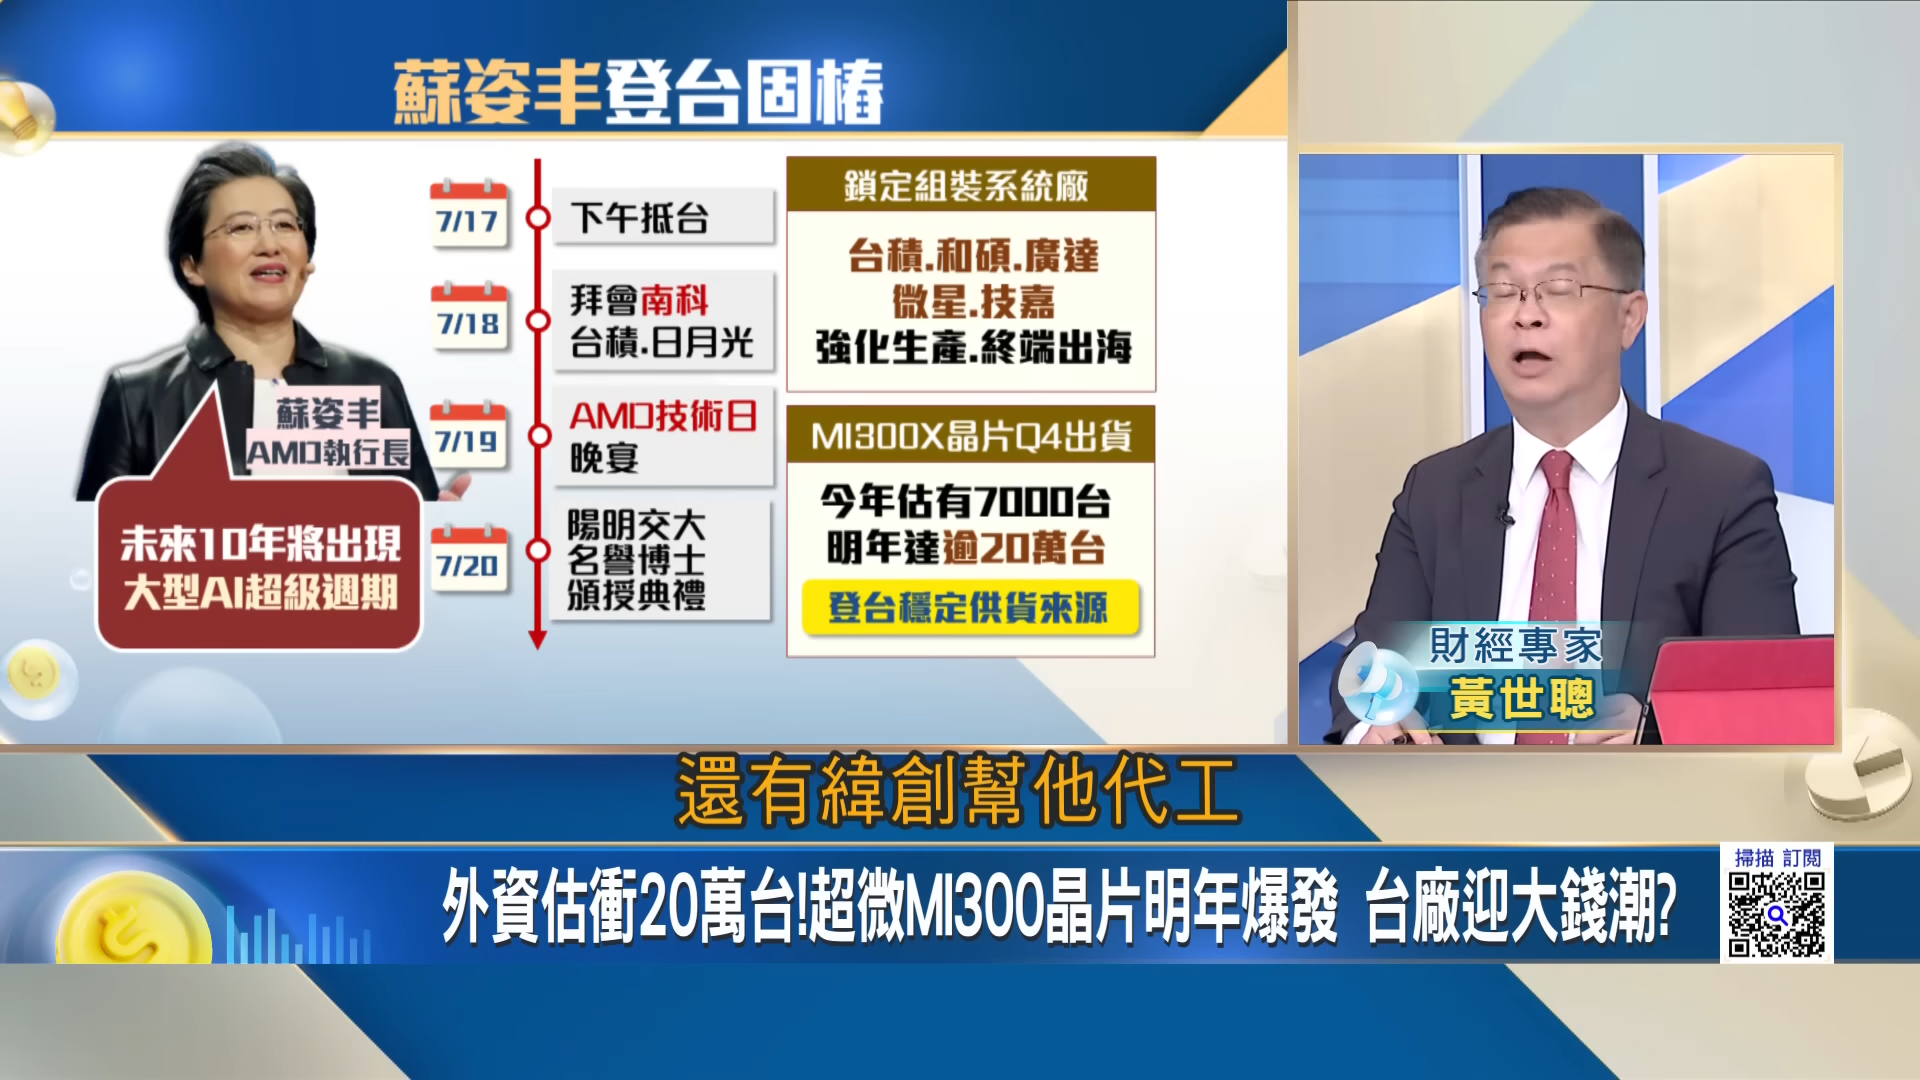 蘇姿丰登台固樁
7/17
下午抵台
7/18
拜會南科
台積.日月光
7/19
AMD技術日
晚宴
7/20
陽明交大
名譽博士
頒授典禮
蘇姿丰
AMD執行長
未來10年將出現
大型AI超級週期
鎖定組裝系統廠
台積.和碩.廣達
微星.技嘉
強化生產.終端出海
MI300X晶片Q4出貨
今年估有7000台
明年達逾20萬台
登台穩定供貨來源
財經專家
黃世聰
還有緯創幫他代工
外資估衝20萬台!超微MI300晶片明年爆發 台廠迎大錢潮?
掃描 訂閱